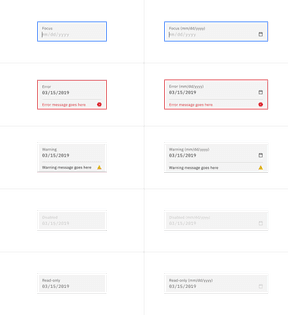 Focus
mm/dd/yyyy
Focus (mm/dd/yyyy)
mm/dd/yyyy
Error
03/15/2019
Error message goes here
Error (mm/dd/yyyy)
03/15/2019
Error message goes here
Warning
03/15/2019
Warning message goes here
Warning (mm/dd/yyyy)
03/15/2019
Warning message goes here
Disabled
03/15/2019
Disabled (mm/dd/yyyy)
03/15/2019
Read-only
03/15/2019
Read-only (mm/dd/yyyy)
03/15/2019